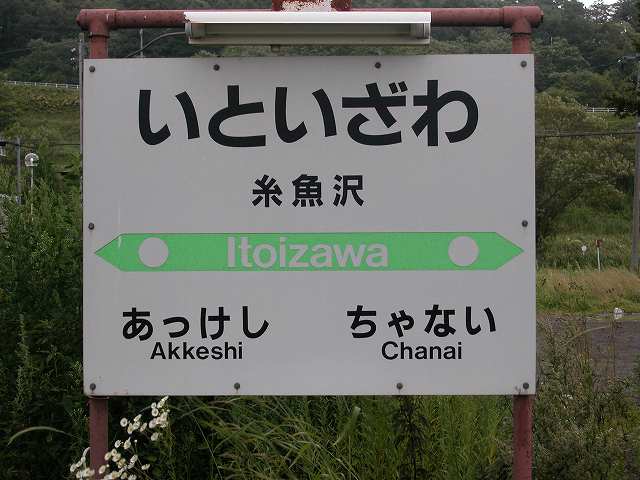 いといざわ
糸魚沢
Itoizawa
あっけし ちゃない
Akkeshi Chanai